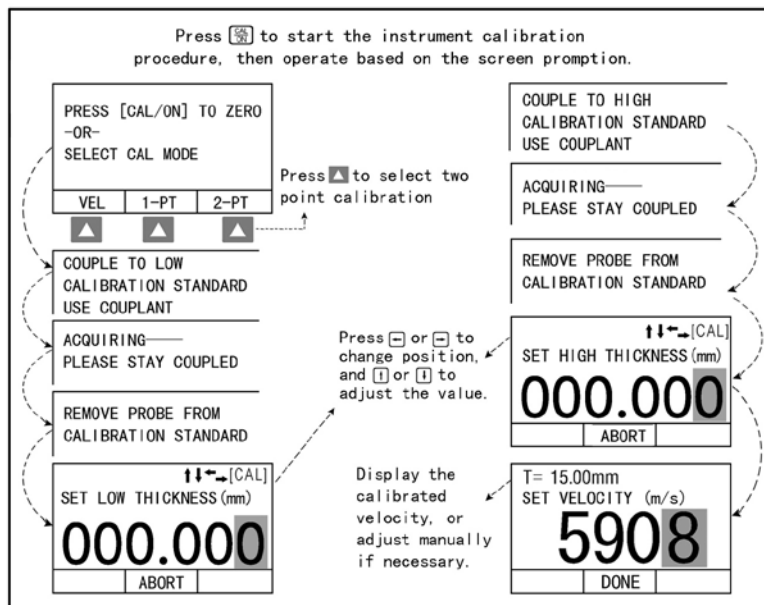 Press CAL ON to start the instrument calibration
procedure, then operate based on the screen promption.
PRESS [CAL/ON] TO ZERO
-OR-
SELECT CAL MODE
VEL 1-PT 2-PT
Press to select two
point calibration
COUPLE TO LOW
CALIBRATION STANDARD
USE COUPLANT
ACQUIRING——
PLEASE STAY COUPLED
REMOVE PROBE FROM
CALIBRATION STANDARD
↑↓←→[CAL]
SET LOW THICKNESS(mm)
000.000
ABORT
Press ← or → to
change position,
and ↑ or ↓ to
adjust the value.
COUPLE TO HIGH
CALIBRATION STANDARD
USE COUPLANT
ACQUIRING——
PLEASE STAY COUPLED
REMOVE PROBE FROM
CALIBRATION STANDARD
↑↓←→[CAL]
SET HIGH THICKNESS(mm)
000.000
ABORT
T= 15.00mm
SET VELOCITY (m/s)
5908
DONE
Display the
calibrated
velocity, or
adjust manually
if necessary.